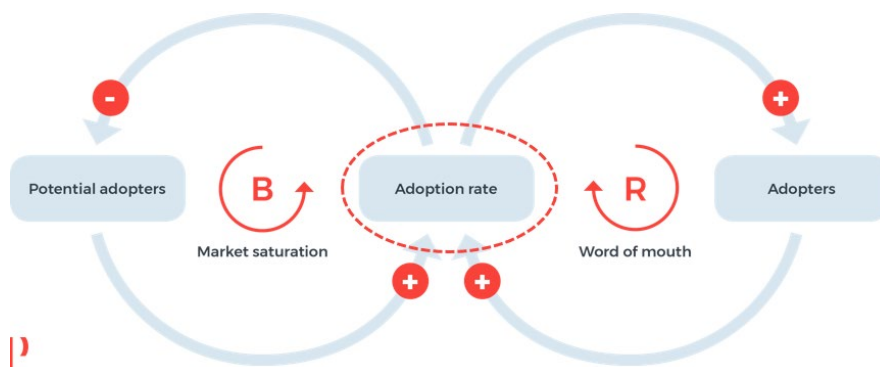 -
+
Potential adopters
B
Adoption rate
R
Adopters
Market saturation
Word of mouth
+
+